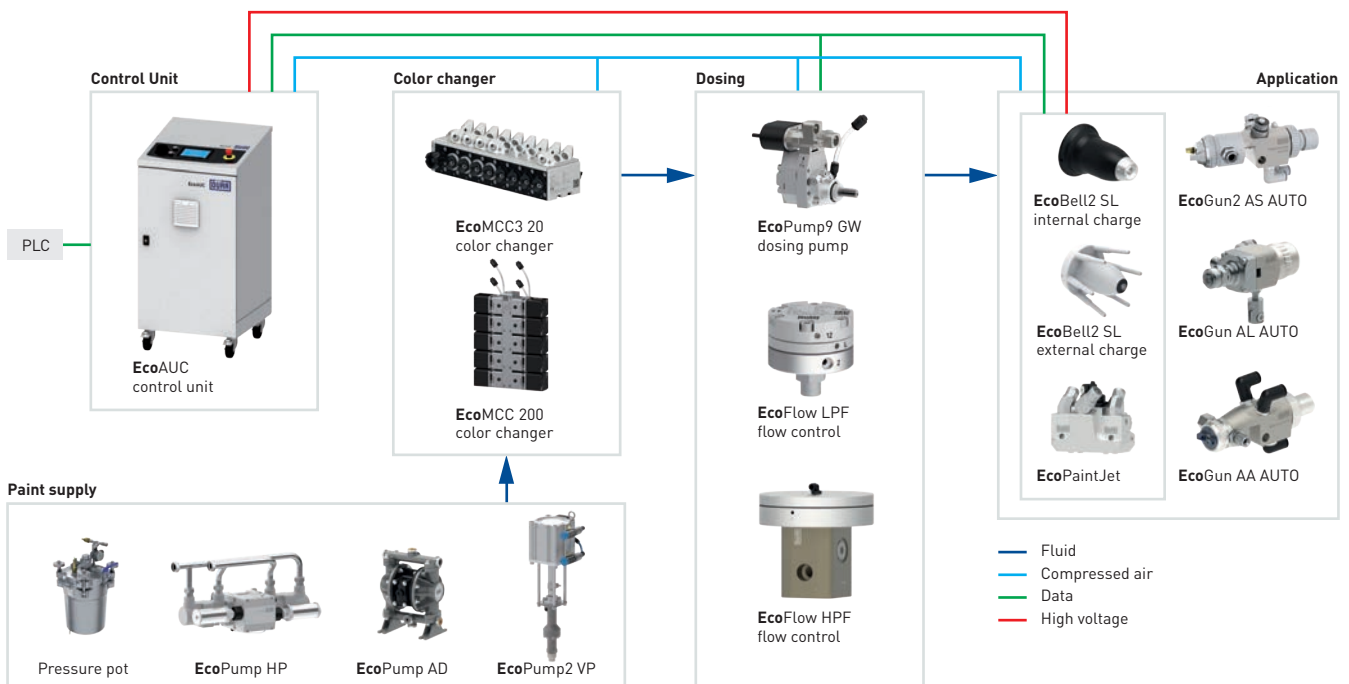 Control Unit
Color changer
Dosing
Application
DÜRR
EcoAUC
PLC
EcoAUC
control unit
EcoMCC3 20
color changer
EcoMCC 200
color changer
EcoPump9 GW
dosing pump
12
EcoFlow LPF
flow control
EcoFlow HPF
flow control
EcoBell2 SL
internal charge
EcoGun2 AS AUTO
EcoBell2 SL
external charge
EcoGun AL AUTO
EcoPaintJet
EcoGun AA AUTO
Paint supply
Pressure pot
EcoPump HP
EcoPump AD
EcoPump2 VP
Fluid
Compressed air
Data
High voltage